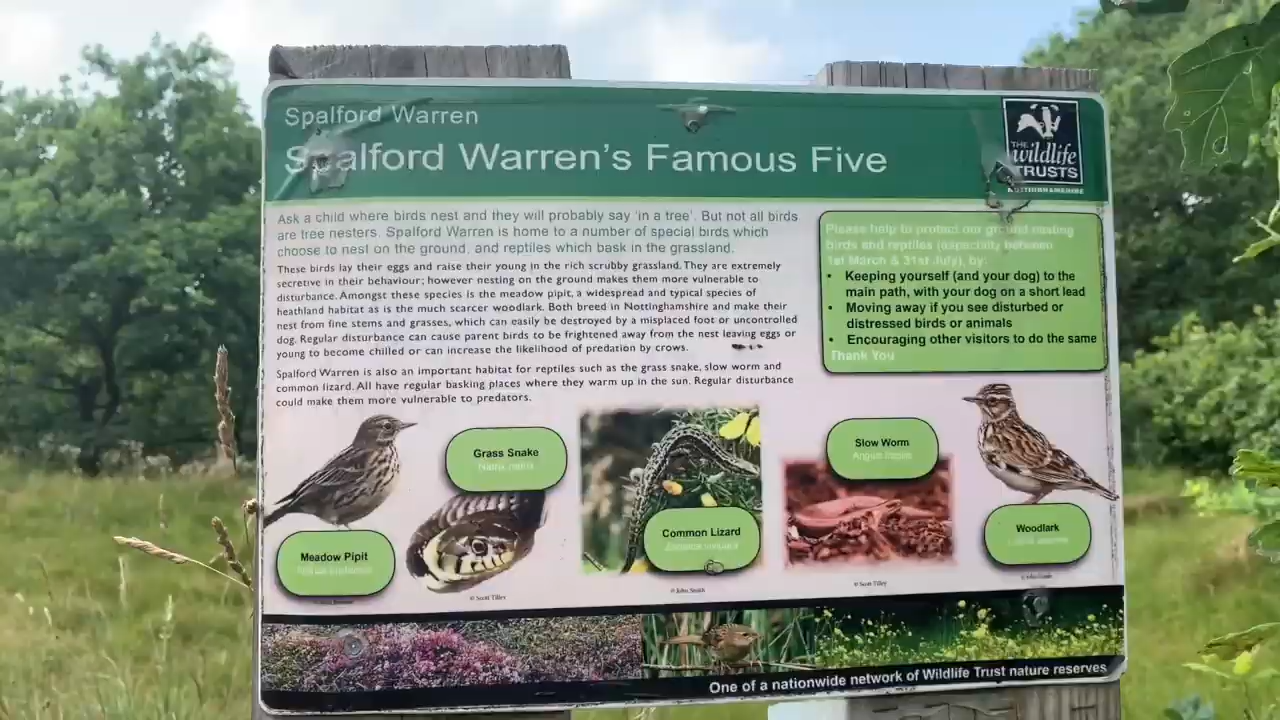 Spalford Warren
Spalford Warren's Famous Five
THE
wildlife
TRUSTS
NOTTINGHAMSHIRE
Ask a child where birds nest and they will probably say 'in a tree'. But not all birds
are tree nesters. Spalford Warren is home to a number of special birds which
choose to nest on the ground, and reptiles which bask in the grassland.
These birds lay their eggs and raise their young in the rich scrubby grassland. They are extremely
secretive in their behaviour; however nesting on the ground makes them more vulnerable to
disturbance. Amongst these species is the meadow pipit, a widespread and typical species of
heathland habitat as is the much scarcer woodlark. Both breed in Nottinghamshire and make their
nest from fine stems and grasses, which can easily be destroyed by a misplaced foot or uncontrolled
dog. Regular disturbance can cause parent birds to be frightened away from the nest leaving eggs or
young to become chilled or can increase the likelihood of predation by crows.
Spalford Warren is also an important habitat for reptiles such as the grass snake, slow worm and
common lizard. All have regular basking places where they warm up in the sun. Regular disturbance
could make them more vulnerable to predators.
Please help to protect our ground nesting
birds and reptiles (especially between
1st March & 31st July), by:
• Keeping yourself (and your dog) to the
main path, with your dog on a short lead
• Moving away if you see disturbed or
distressed birds or animals
• Encouraging other visitors to do the same
Thank You
Meadow Pipit
Grass Snake
Natrix natrix
© Scott Tilley
Common Lizard
© John Smith
Slow Worm
Anguis fragilis
© Scott Tilley
Woodlark
One of a nationwide network of Wildlife Trust nature reserves